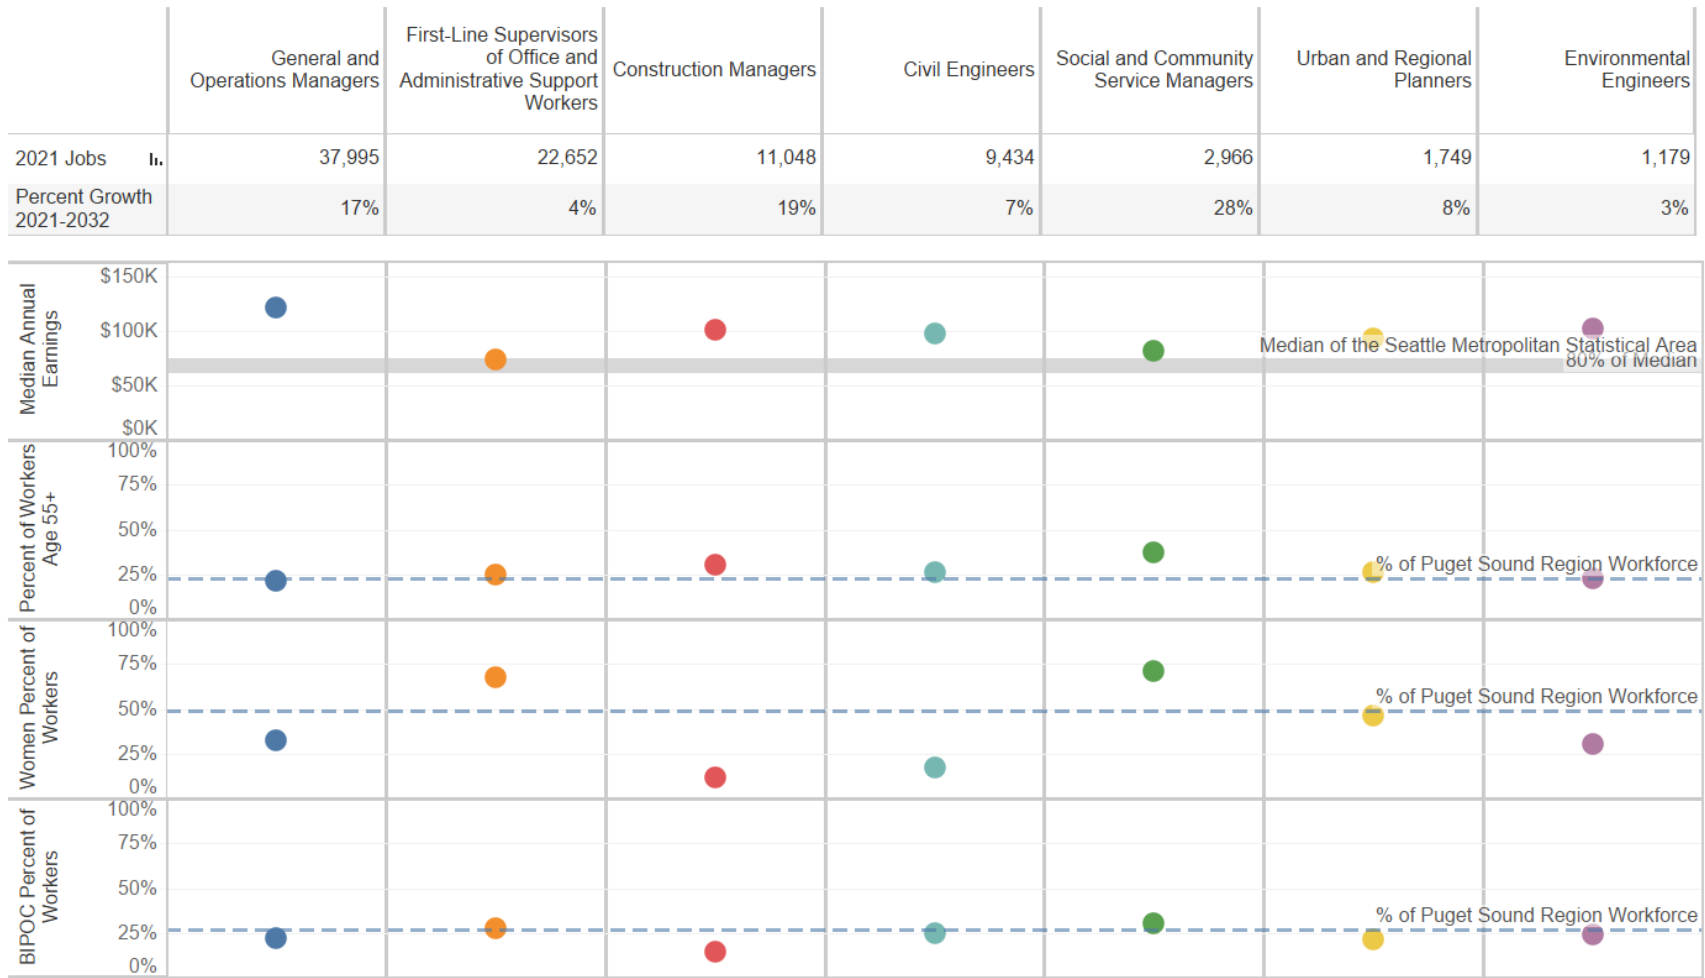 General and
Operations Managers
First-Line Supervisors
of Office and
Administrative Support
Workers
Construction Managers
Civil Engineers
Social and Community
Service Managers
Urban and Regional
Planners
Environmental
Engineers
2021 Jobs 37,995 22,652 11,048 9,434 2,966 1,749 1,179
Percent Growth
2021-2032
17% 4% 19% 7% 28% 8% 3%
Median Annual
Earnings
$150K
$100K
$50K
$0K
Median of the Seattle Metropolitan Statistical Area
80% of Median
Percent of Workers
Age 55+
100%
75%
50%
25%
0%
% of Puget Sound Region Workforce
Women Percent of
Workers
100%
75%
50%
25%
0%
% of Puget Sound Region Workforce
BIPOC Percent of
Workers
100%
75%
50%
25%
0%
% of Puget Sound Region Workforce